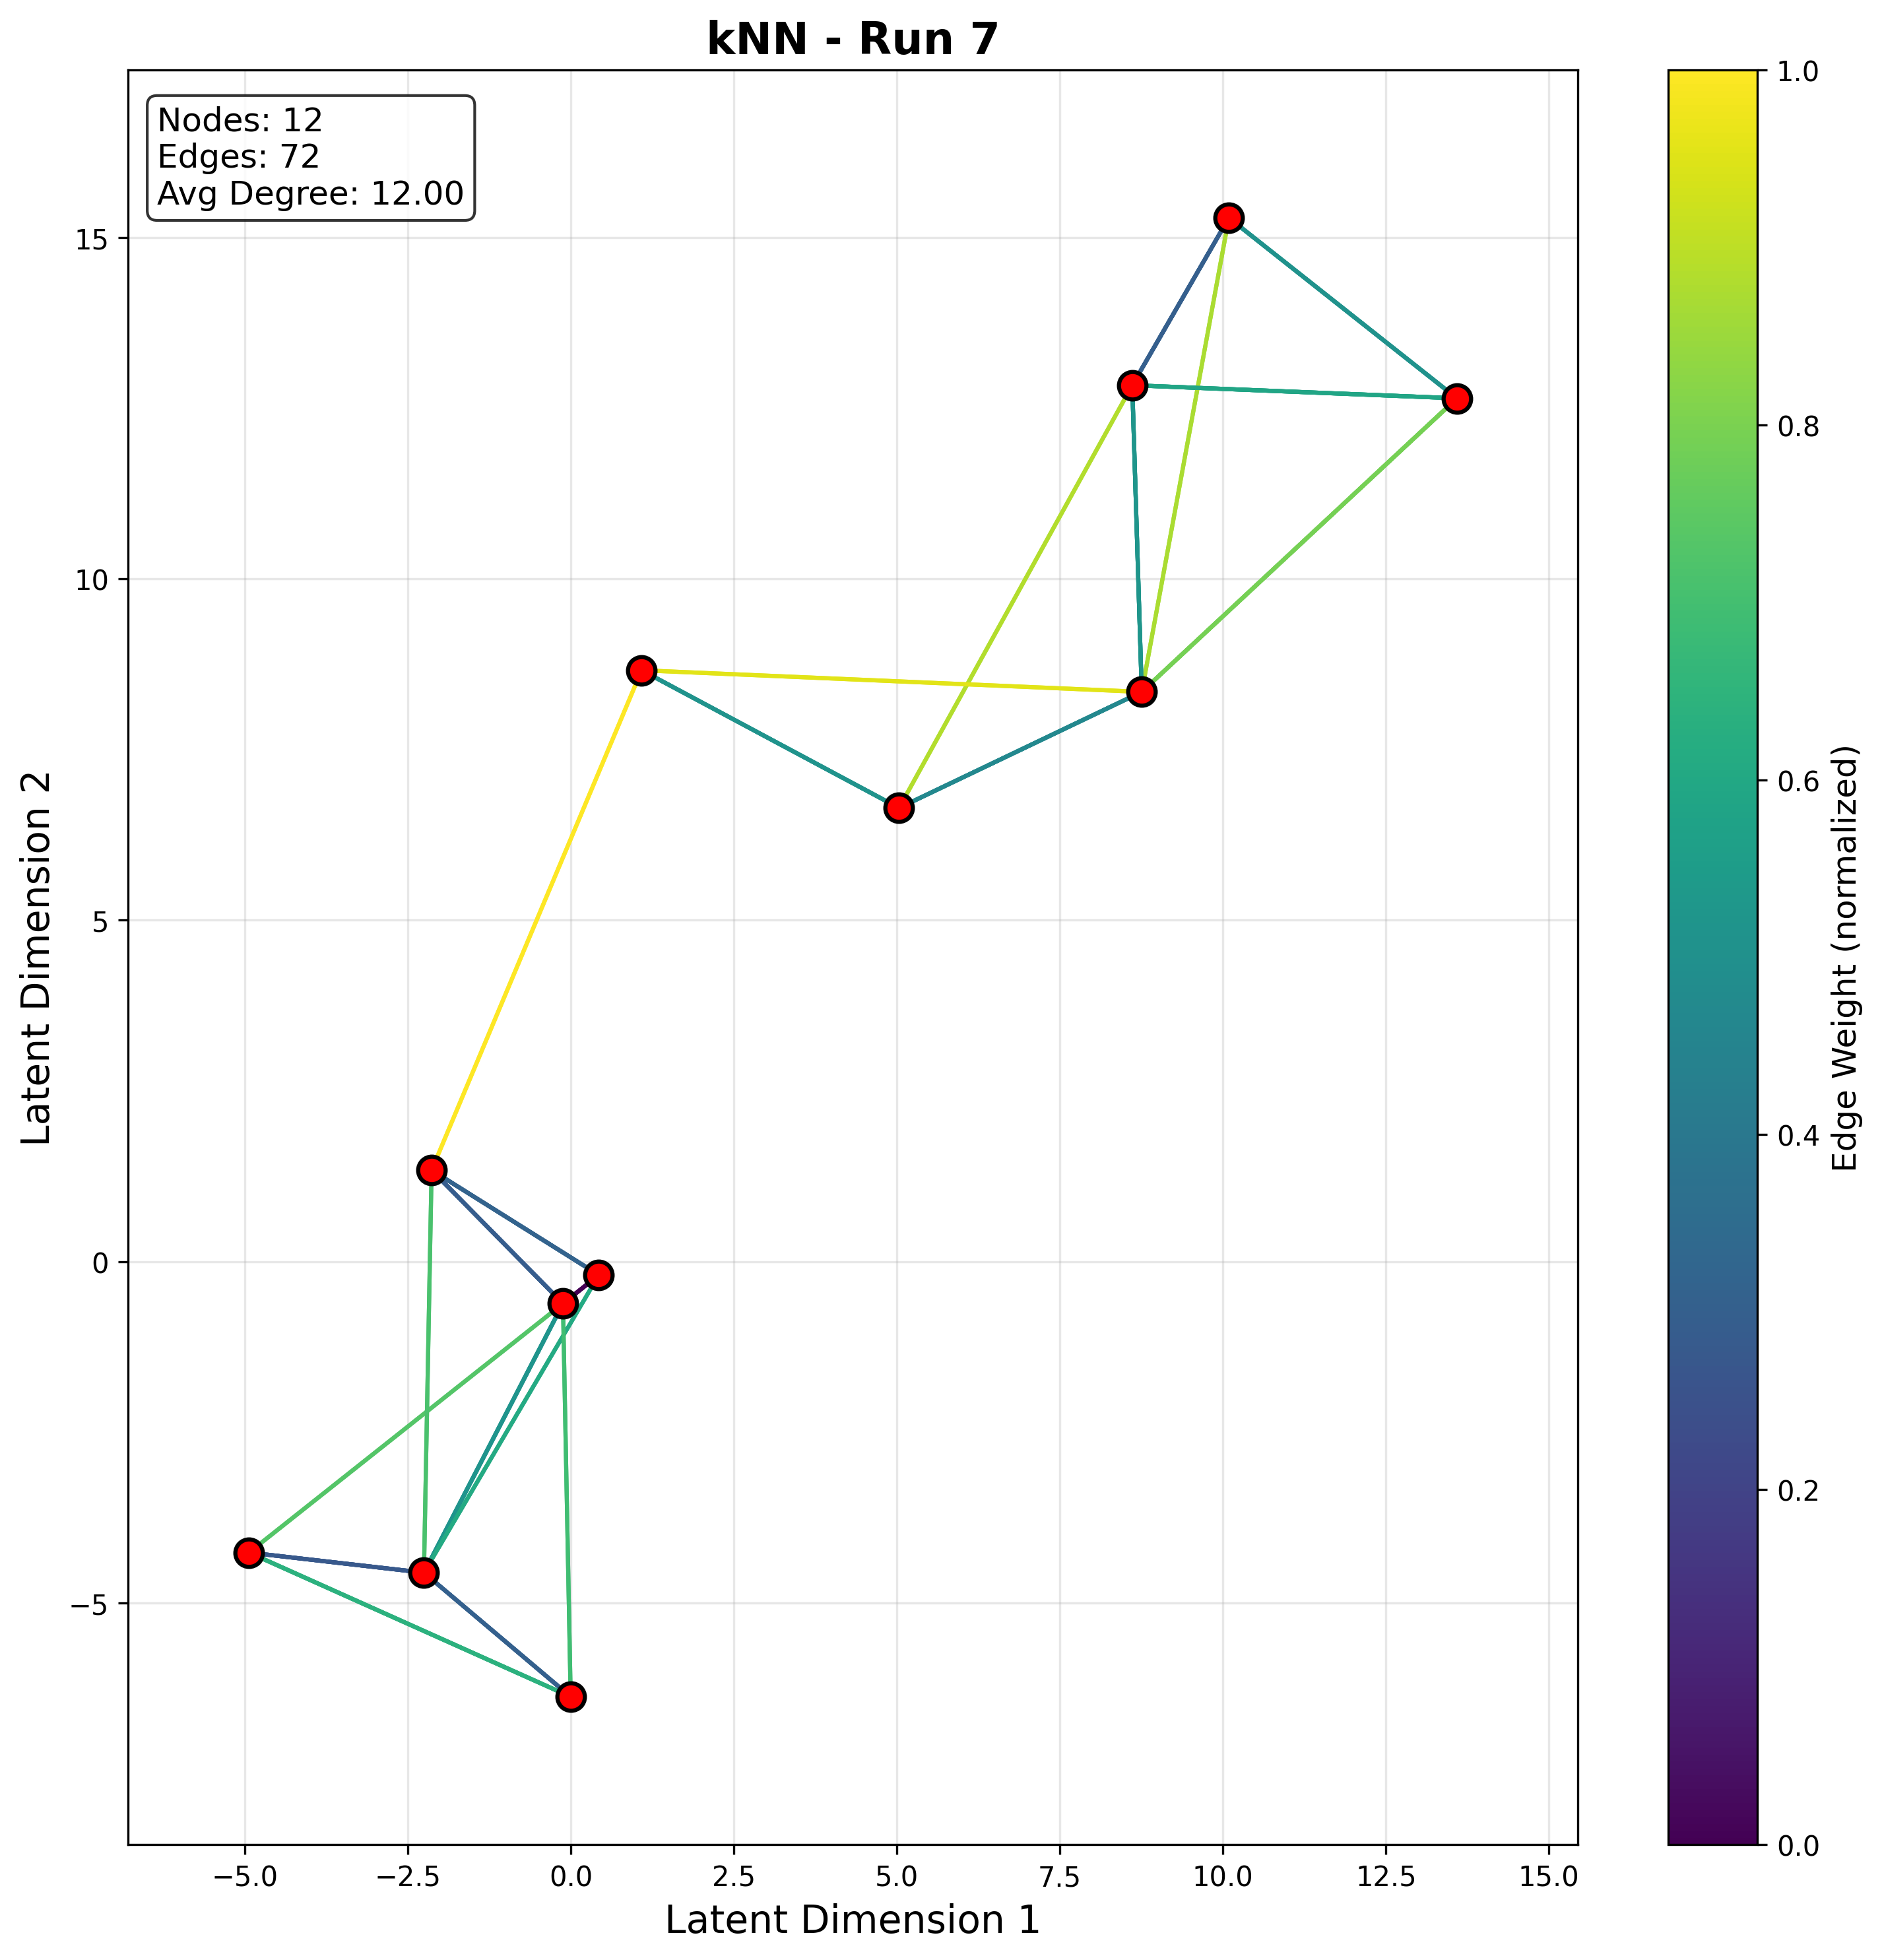 kNN - Run 7
Nodes: 12
Edges: 72
Avg Degree: 12.00
15
10
5
0
−5
Latent Dimension 2
−5.0 −2.5 0.0 2.5 5.0 7.5 10.0 12.5 15.0
Latent Dimension 1
1.0
0.8
0.6
0.4
0.2
0.0
Edge Weight (normalized)